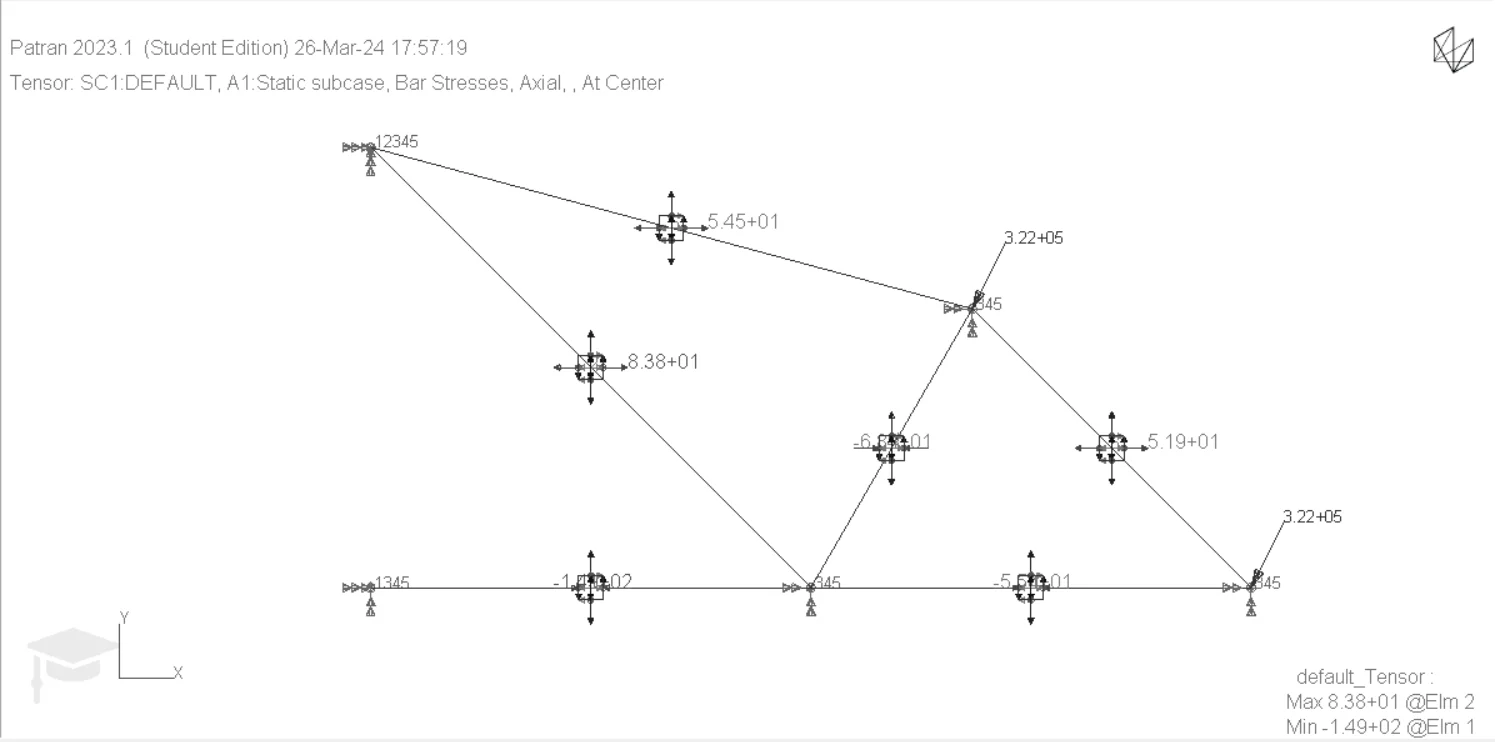 Patran 2023.1 (Student Edition) 26-Mar-24 17:57:19
Tensor: SC1:DEFAULT, A1:Static subcase, Bar Stresses, Axial, , At Center
12345
5.45+01
3.22+05
345
8.38+01
5.19+01
3.22+05
1345
345
345
Y
X
default_Tensor :
Max 8.38+01 @Elm 2
Min -1.49+02 @Elm 1